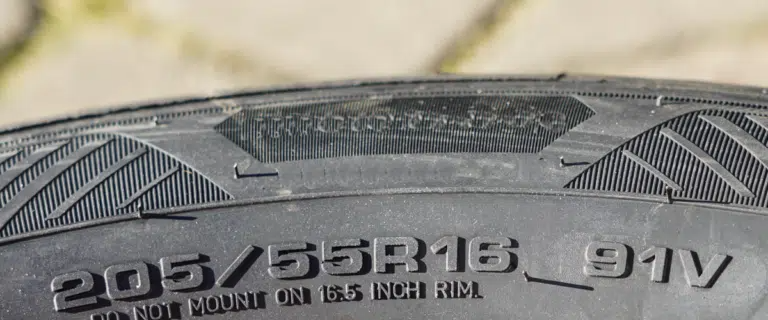 205/55R16 91V
DO NOT MOUNT ON 16.5 INCH RIM.